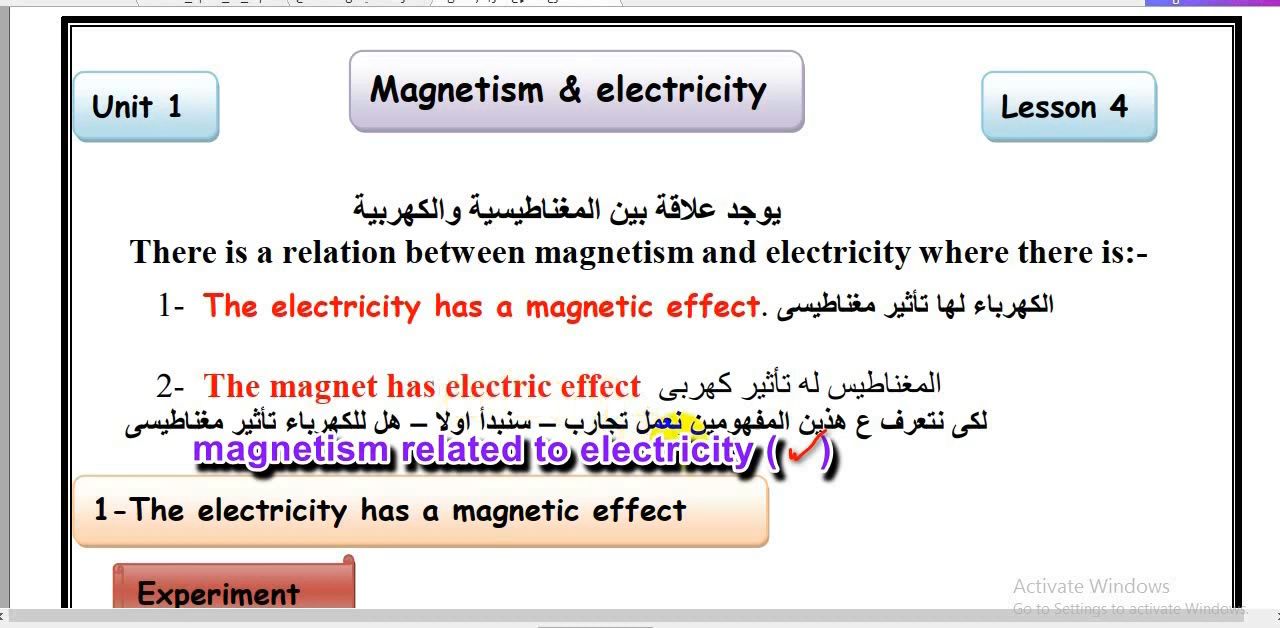 Unit 1
Magnetism & electricity
Lesson 4
يوجد علاقة بين المغناطيسية والكهربية
There is a relation between magnetism and electricity where there is:-
1- The electricity has a magnetic effect. الكهرباء لها تأثير مغناطيسى
2- The magnet has electric effect المغناطيس له تأثير كهربى
لكى نتعرف ع هذين المفهومين نعمل تجارب – سنبدأ اولا – هل للكهرباء تأثير مغناطيسى
magnetism related to electricity (✓)
1-The electricity has a magnetic effect
Experiment
Activate Windows
Go to Settings to activate Windows.